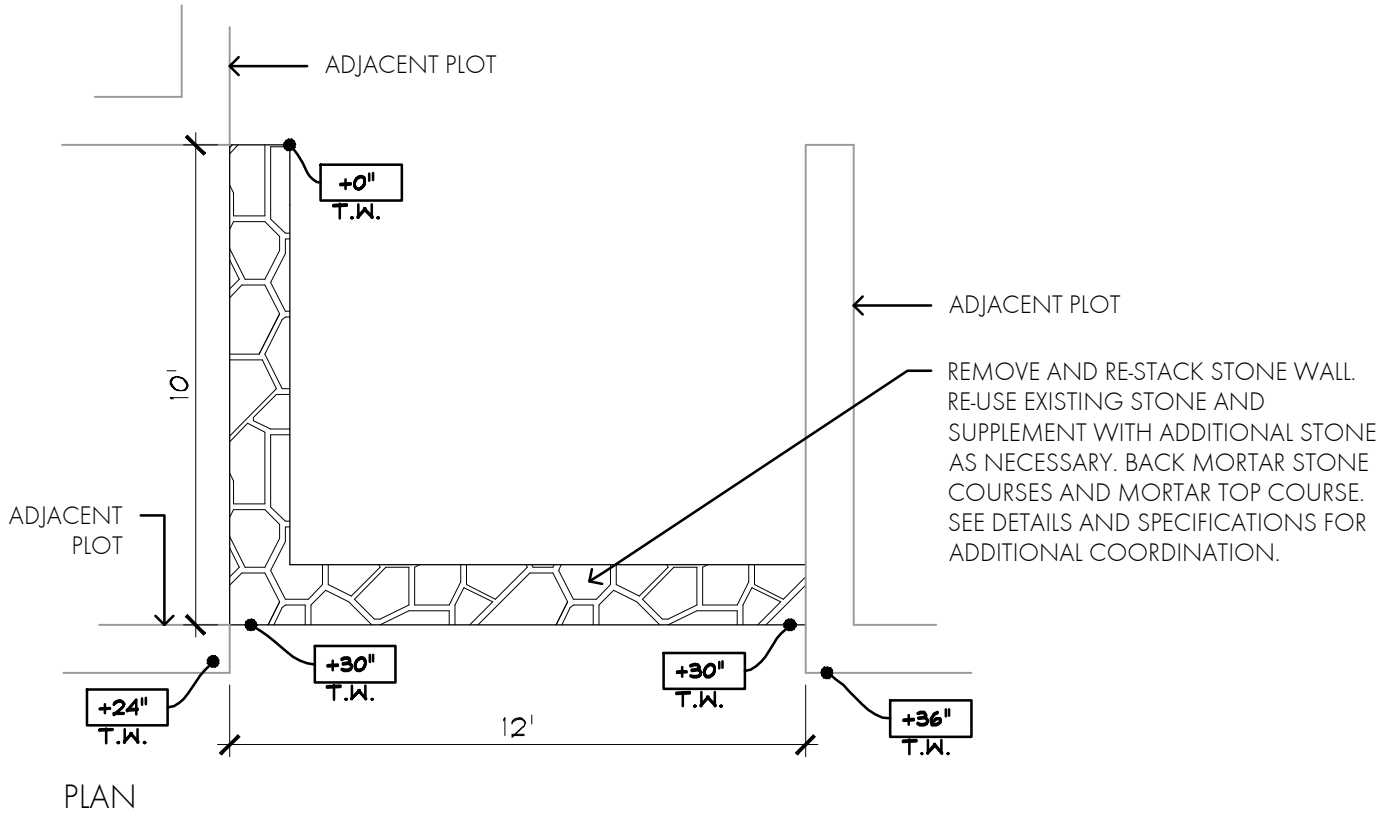 ADJACENT PLOT
+0"
T.W.
ADJACENT PLOT
REMOVE AND RE-STACK STONE WALL.
RE-USE EXISTING STONE AND
SUPPLEMENT WITH ADDITIONAL STONE
AS NECESSARY. BACK MORTAR STONE
COURSES AND MORTAR TOP COURSE.
SEE DETAILS AND SPECIFICATIONS FOR
ADDITIONAL COORDINATION.
10'
ADJACENT
PLOT
+30"
T.W.
+30"
T.W.
+24"
T.W.
12'
+36"
T.W.
PLAN